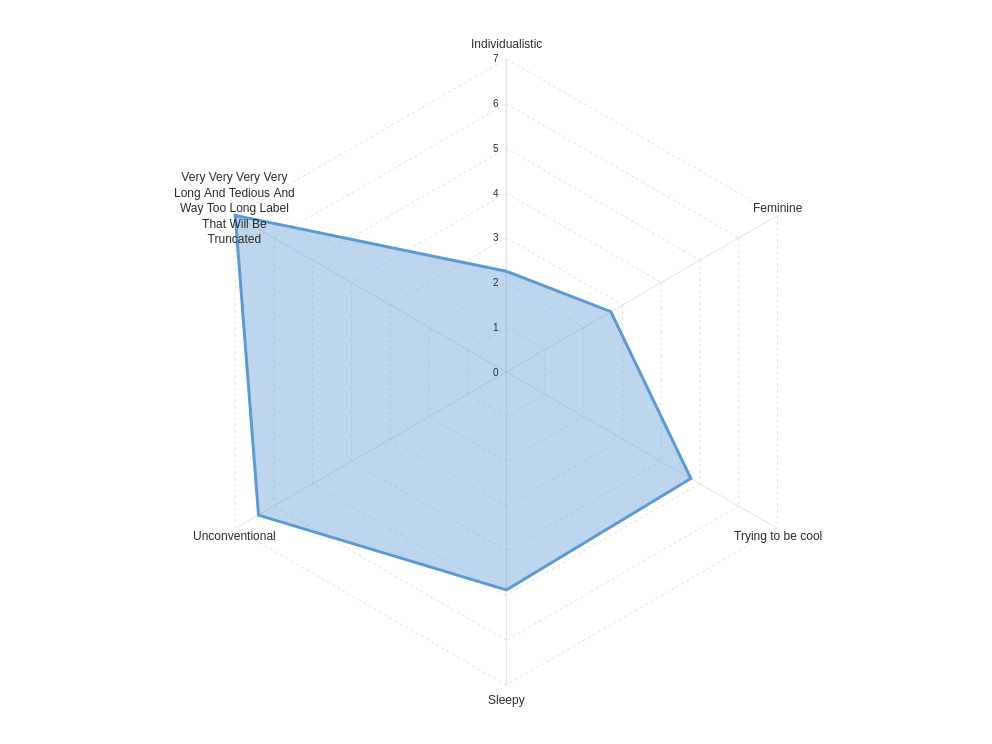 Individualistic
7
6
5
4
3
2
1
0
Very Very Very Very
Long And Tedious And
Way Too Long Label
That Will Be
Truncated
Feminine
Unconventional
Trying to be cool
Sleepy